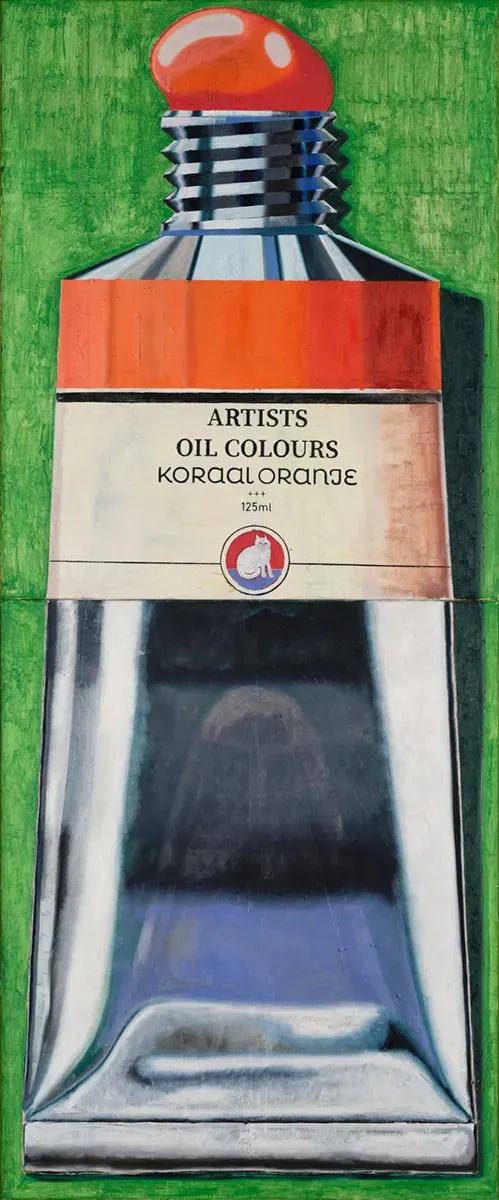 ARTISTS
OIL COLOURS
KORAAL ORANJE
+++
125ml